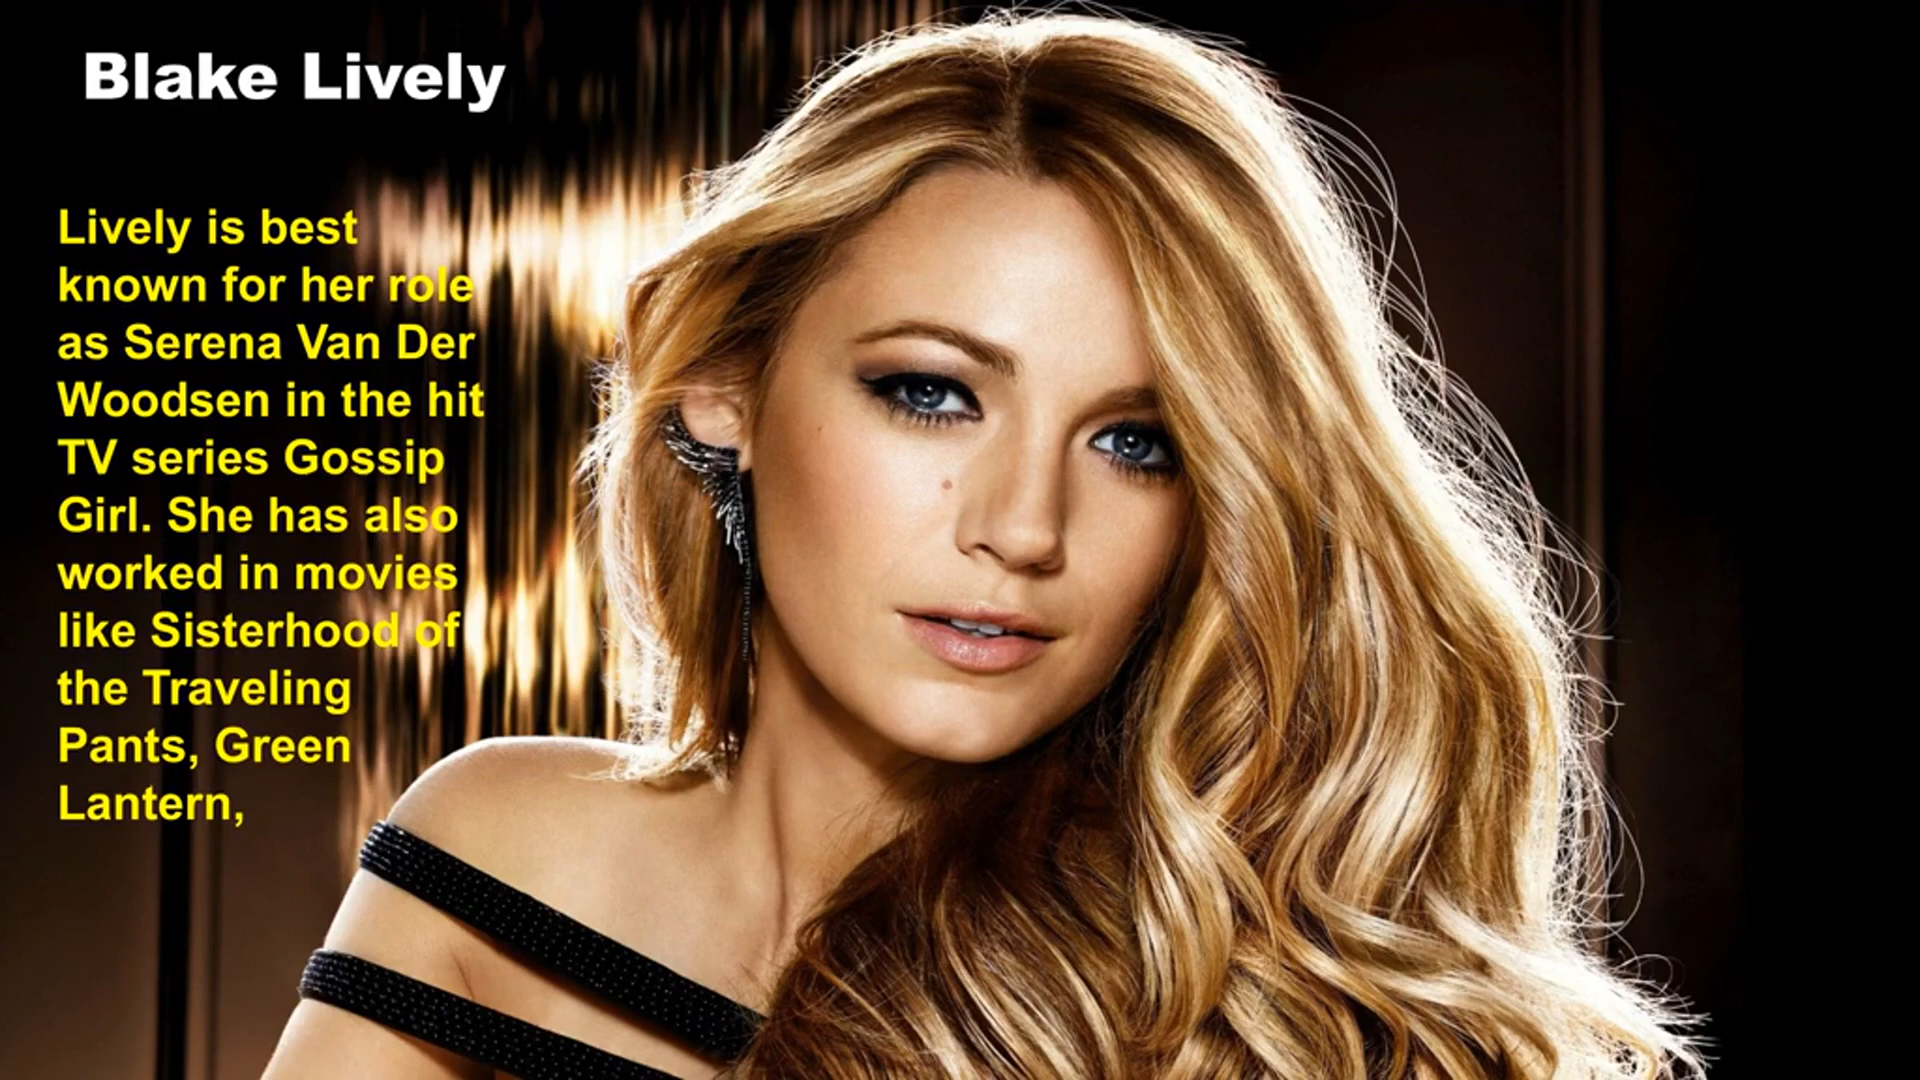 Blake Lively
Lively is best
known for her role
as Serena Van Der
Woodsen in the hit
TV series Gossip
Girl. She has also
worked in movies
like Sisterhood of
the Traveling
Pants, Green
Lantern,